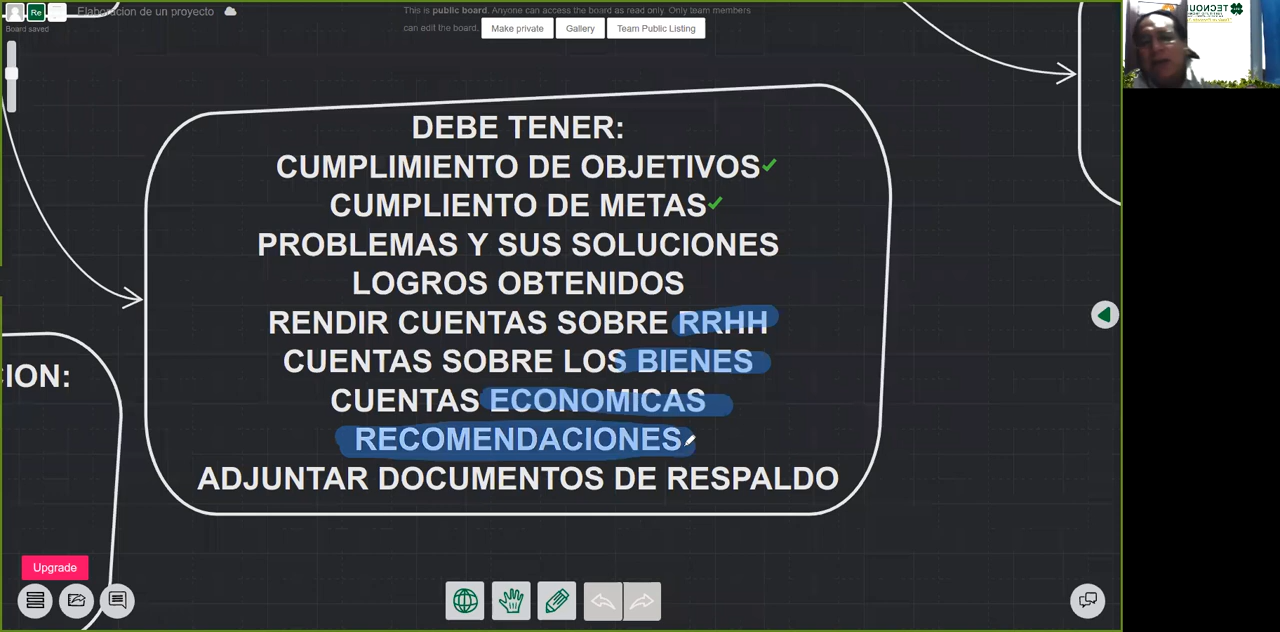 Re
Elaboracion de un proyecto
Board saved
This is public board. Anyone can access the board as read only. Only team members
can edit the board.
Make private
Gallery
Team Public Listing
DEBE TENER:
CUMPLIMIENTO DE OBJETIVOS
CUMPLIENTO DE METAS
PROBLEMAS Y SUS SOLUCIONES
LOGROS OBTENIDOS
RENDIR CUENTAS SOBRE RRHH
CUENTAS SOBRE LOS BIENES
CUENTAS ECONOMICAS
RECOMENDACIONES
ADJUNTAR DOCUMENTOS DE RESPALDO
ION:
Upgrade